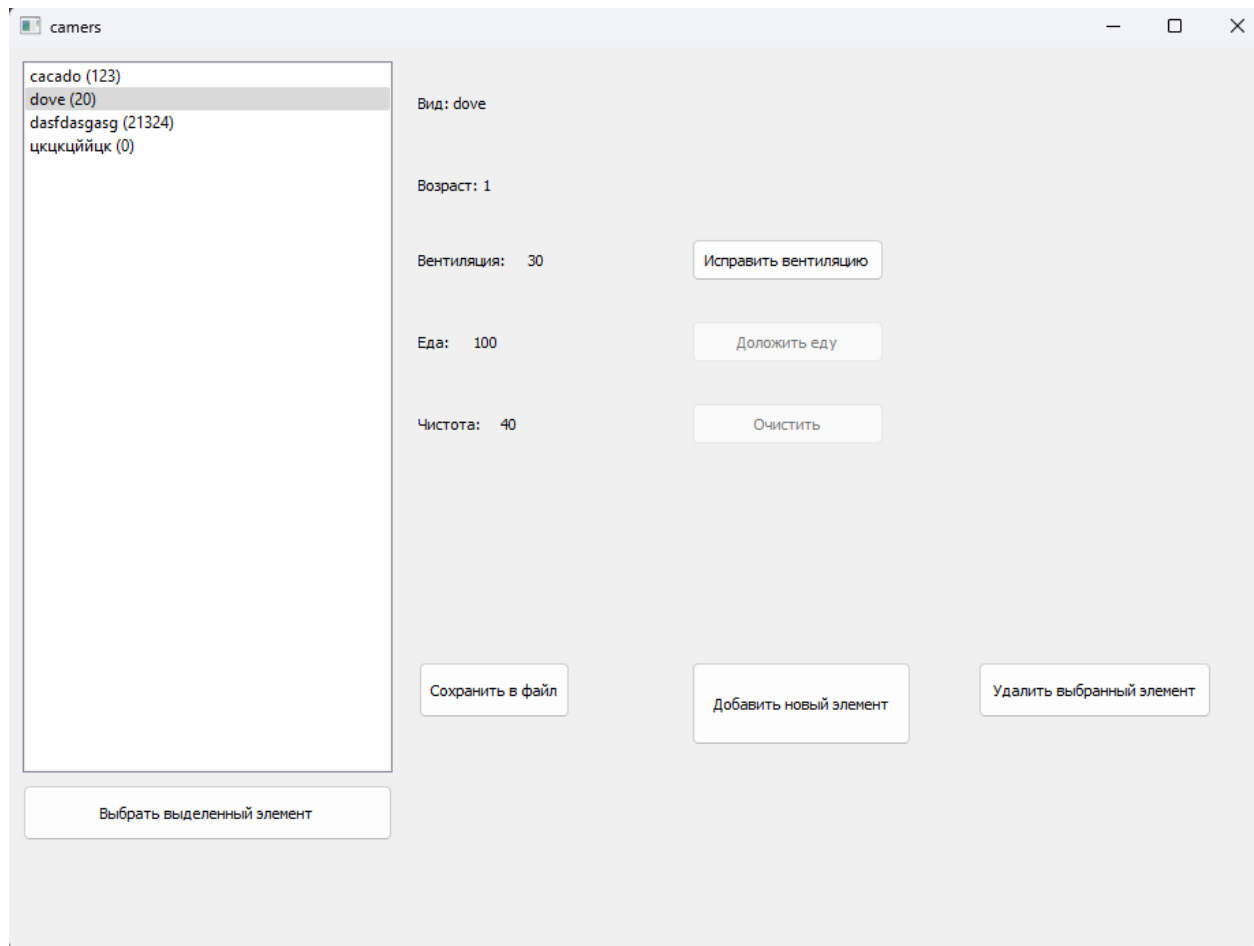 camers
cacado (123)
dove (20)
dasfdasgasg (21324)
цкцкцййцк (0)
Выбрать выделенный элемент
Вид: dove
Возраст: 1
Вентиляция: 30 Исправить вентиляцию
Еда: 100 Доложить еду
Чистота: 40 Очистить
Сохранить в файл Добавить новый элемент Удалить выбранный элемент